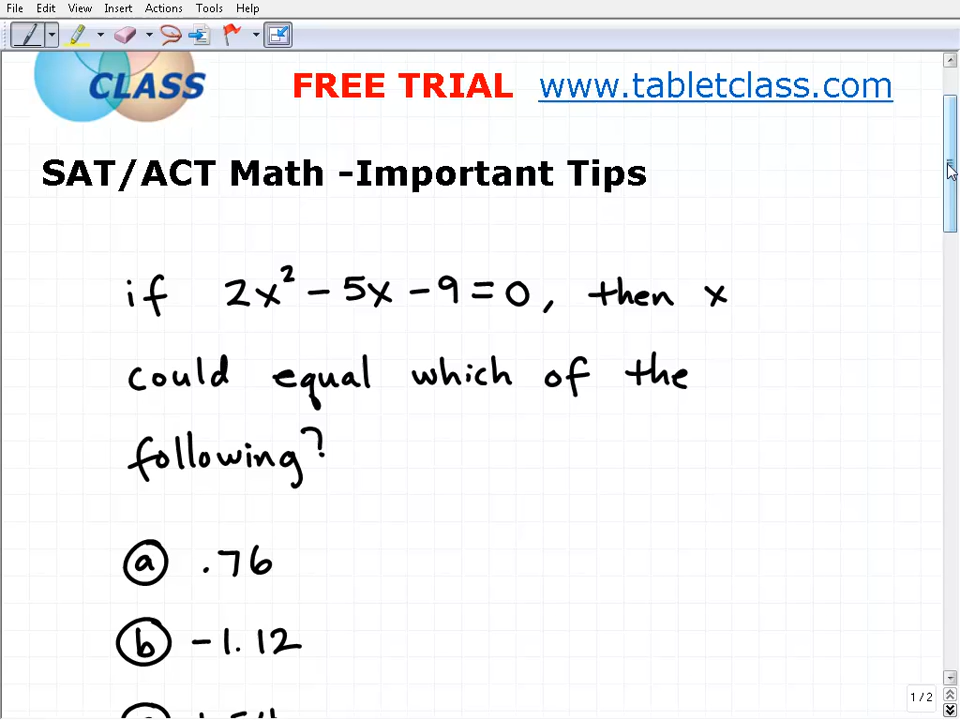 File Edit View Insert Actions Tools Help
CLASS FREE TRIAL www.tabletclass.com
SAT/ACT Math -Important Tips
if 2x² - 5x - 9 = 0, then x
could equal which of the
following?
a .76
b -1.12
1/2